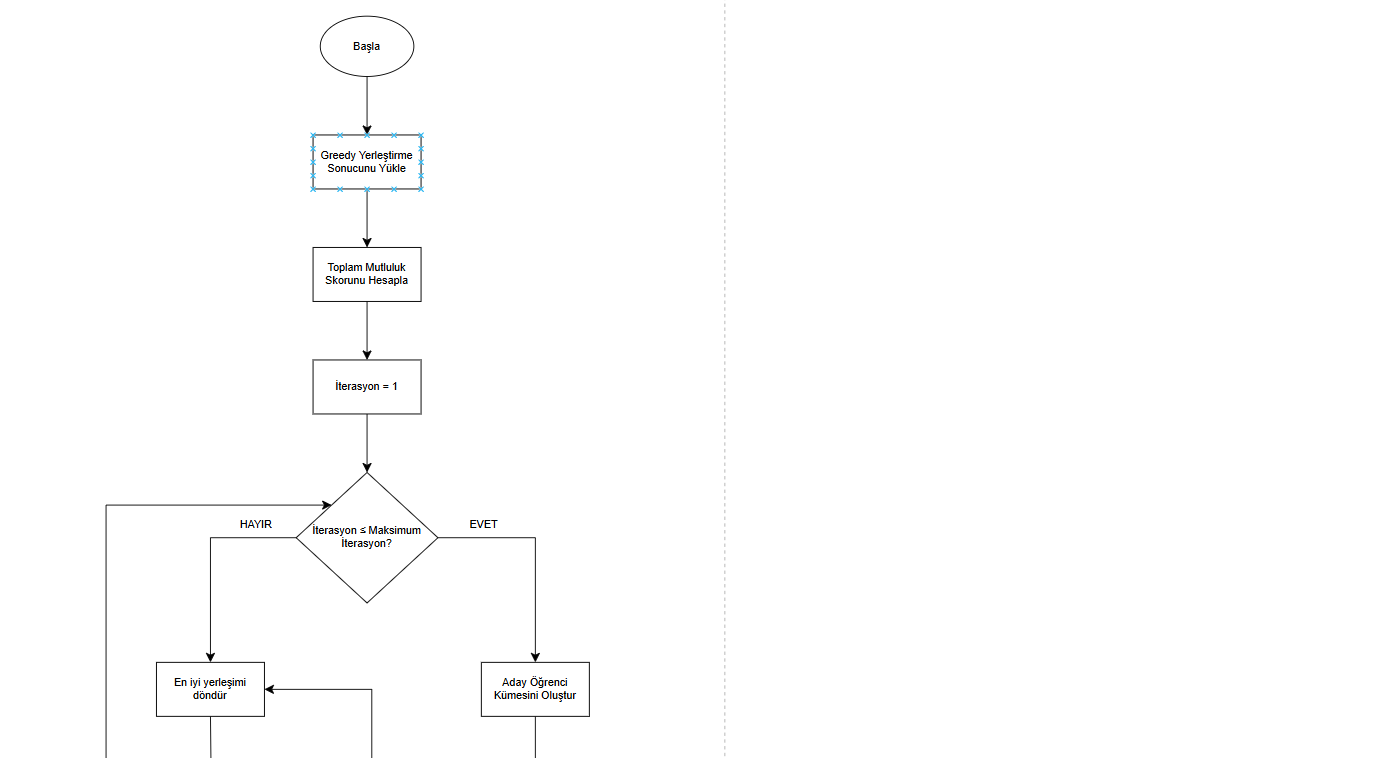 Başla
Greedy Yerleştirme
Sonucunu Yükle
Toplam Mutluluk
Skorunu Hesapla
İterasyon = 1
HAYIR
İterasyon ≤ Maksimum
İterasyon?
EVET
En iyi yerleşimi
döndür
Aday Öğrenci
Kümesini Oluştur